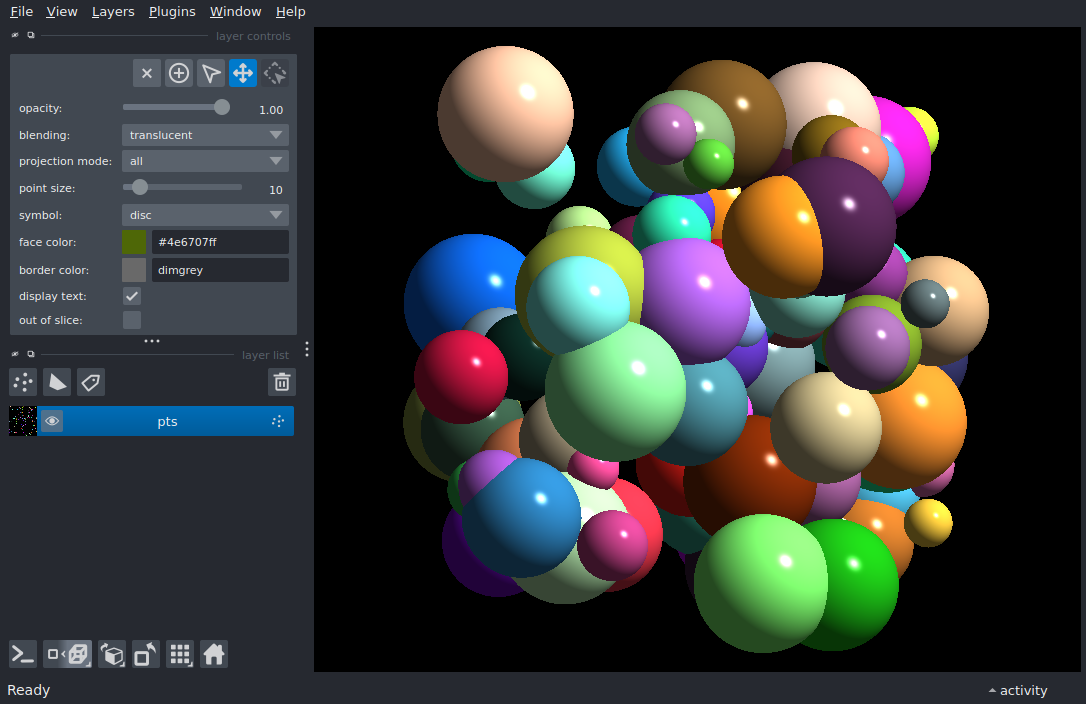 File View Layers Plugins Window Help
layer controls
opacity: 1.00
blending: translucent
projection mode: all
point size: 10
symbol: disc
face color: #4e6707ff
border color: dimgrey
display text:
out of slice:
layer list
pts
Ready
activity